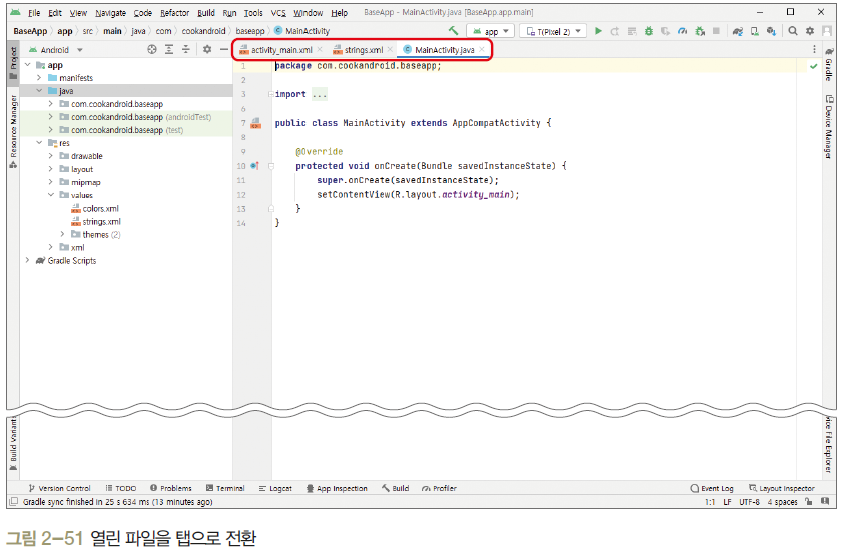 File Edit View Navigate Code Refactor Build Run Tools VCS Window Help BaseApp - MainActivity.java [BaseApp.app.main]
BaseApp app src main java com cookandroid baseapp MainActivity app T(Pixel 2)
Project
Resource Manager
Android
app
manifests
java
com.cookandroid.baseapp
com.cookandroid.baseapp (androidTest)
com.cookandroid.baseapp (test)
res
drawable
layout
mipmap
values
colors.xml
strings.xml
themes (2)
xml
Gradle Scripts
activity_main.xml strings.xml MainActivity.java
1 package com.cookandroid.baseapp;
2
3 import ...
6
7 public class MainActivity extends AppCompatActivity {
8
9 @Override
10 protected void onCreate(Bundle savedInstanceState) {
11 super.onCreate(savedInstanceState);
12 setContentView(R.layout.activity_main);
13 }
14 }
Gradle
Device Manager
Build Variant
ice File Explorer
Version Control TODO Problems Terminal Logcat App Inspection Build Profiler Event Log Layout Inspector
Gradle sync finished in 25 s 634 ms (13 minutes ago) 1:1 LF UTF-8 4 spaces
그림 2-51 열린 파일을 탭으로 전환